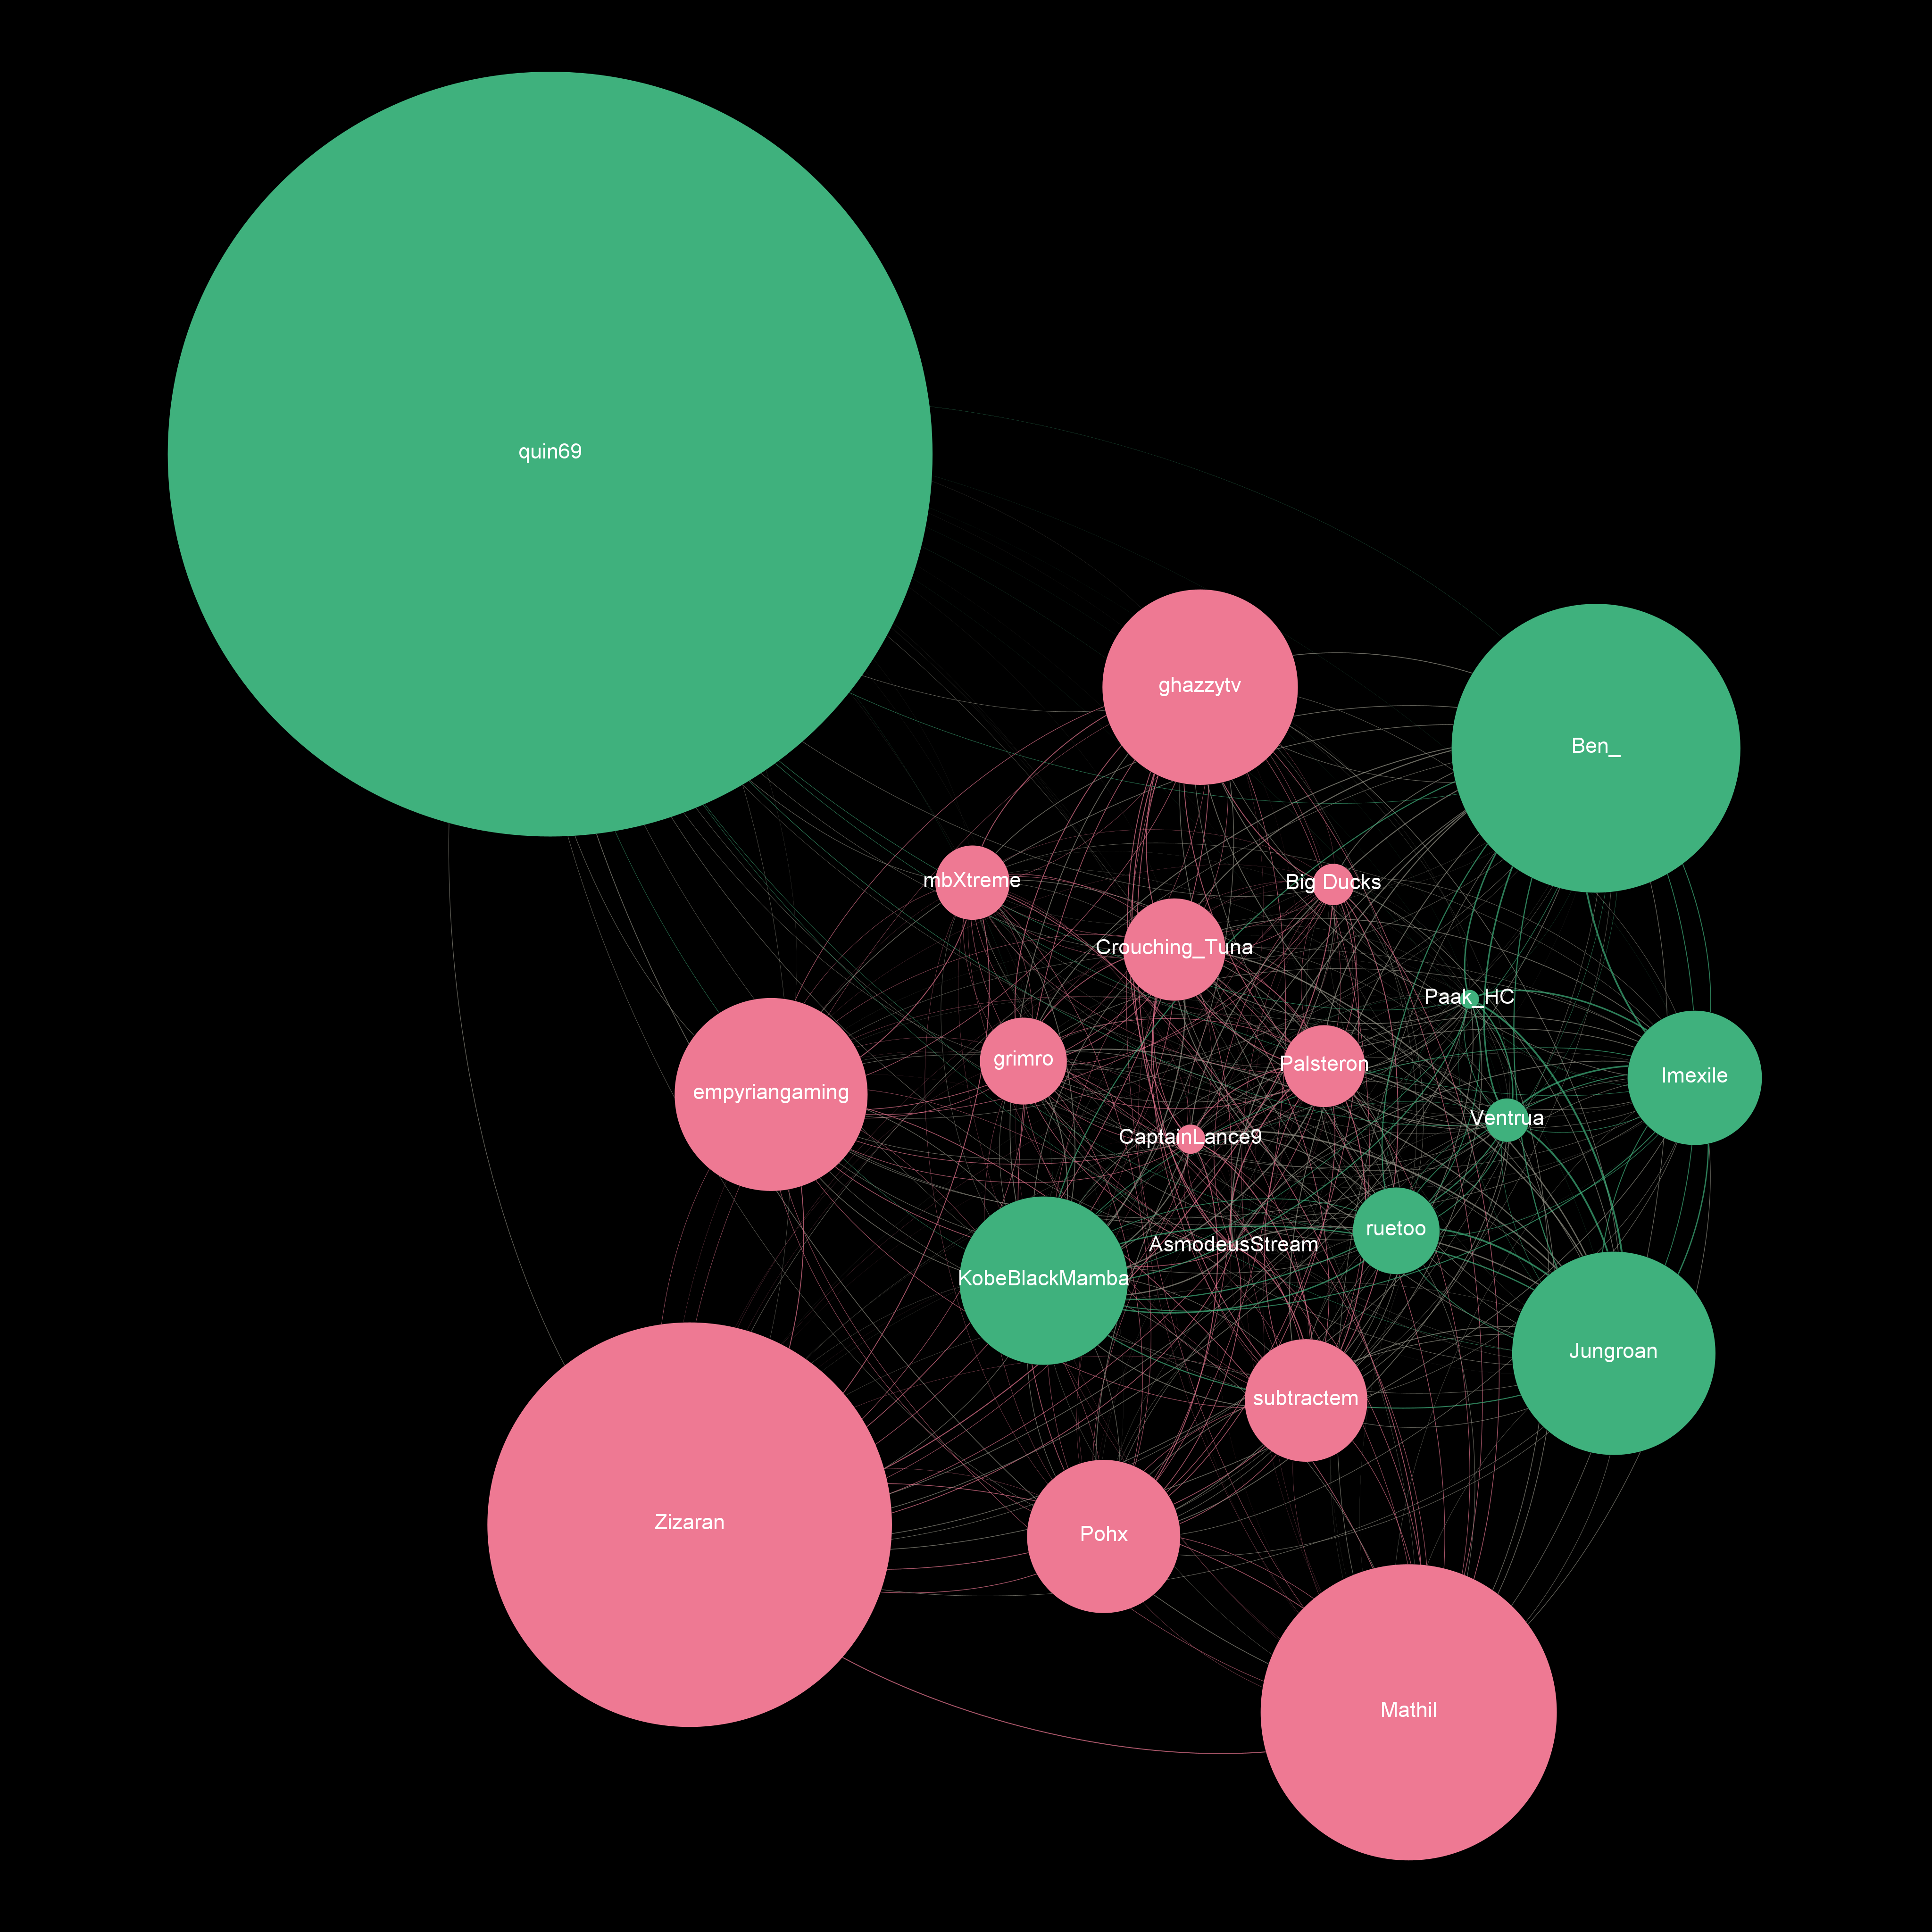 quin69
ghazzytv
Ben_
mbXtreme
Big Ducks
Crouching_Tuna
Paak_HC
grimro
Palsteron
Imexile
empyriangaming
Ventrua
CaptainLance9
ruetoo
AsmodeusStream
KobeBlackMamba
Jungroan
subtractem
Zizaran
Pohx
Mathil